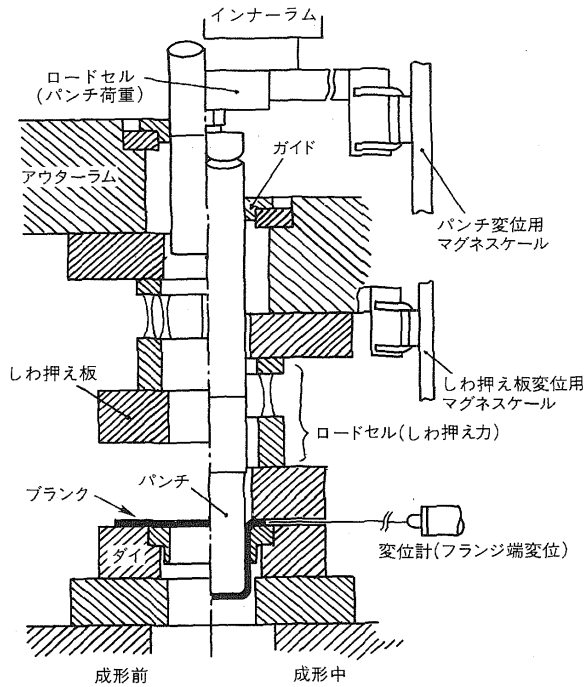 インナーラム
ロードセル
(パンチ荷重)
ガイド
アウターラム
パンチ変位用
マグネスケール
しわ押え板
しわ押え板変位用
マグネスケール
ロードセル(しわ押え力)
パンチ
ブランク
ダイ
変位計(フランジ端変位)
成形前
成形中